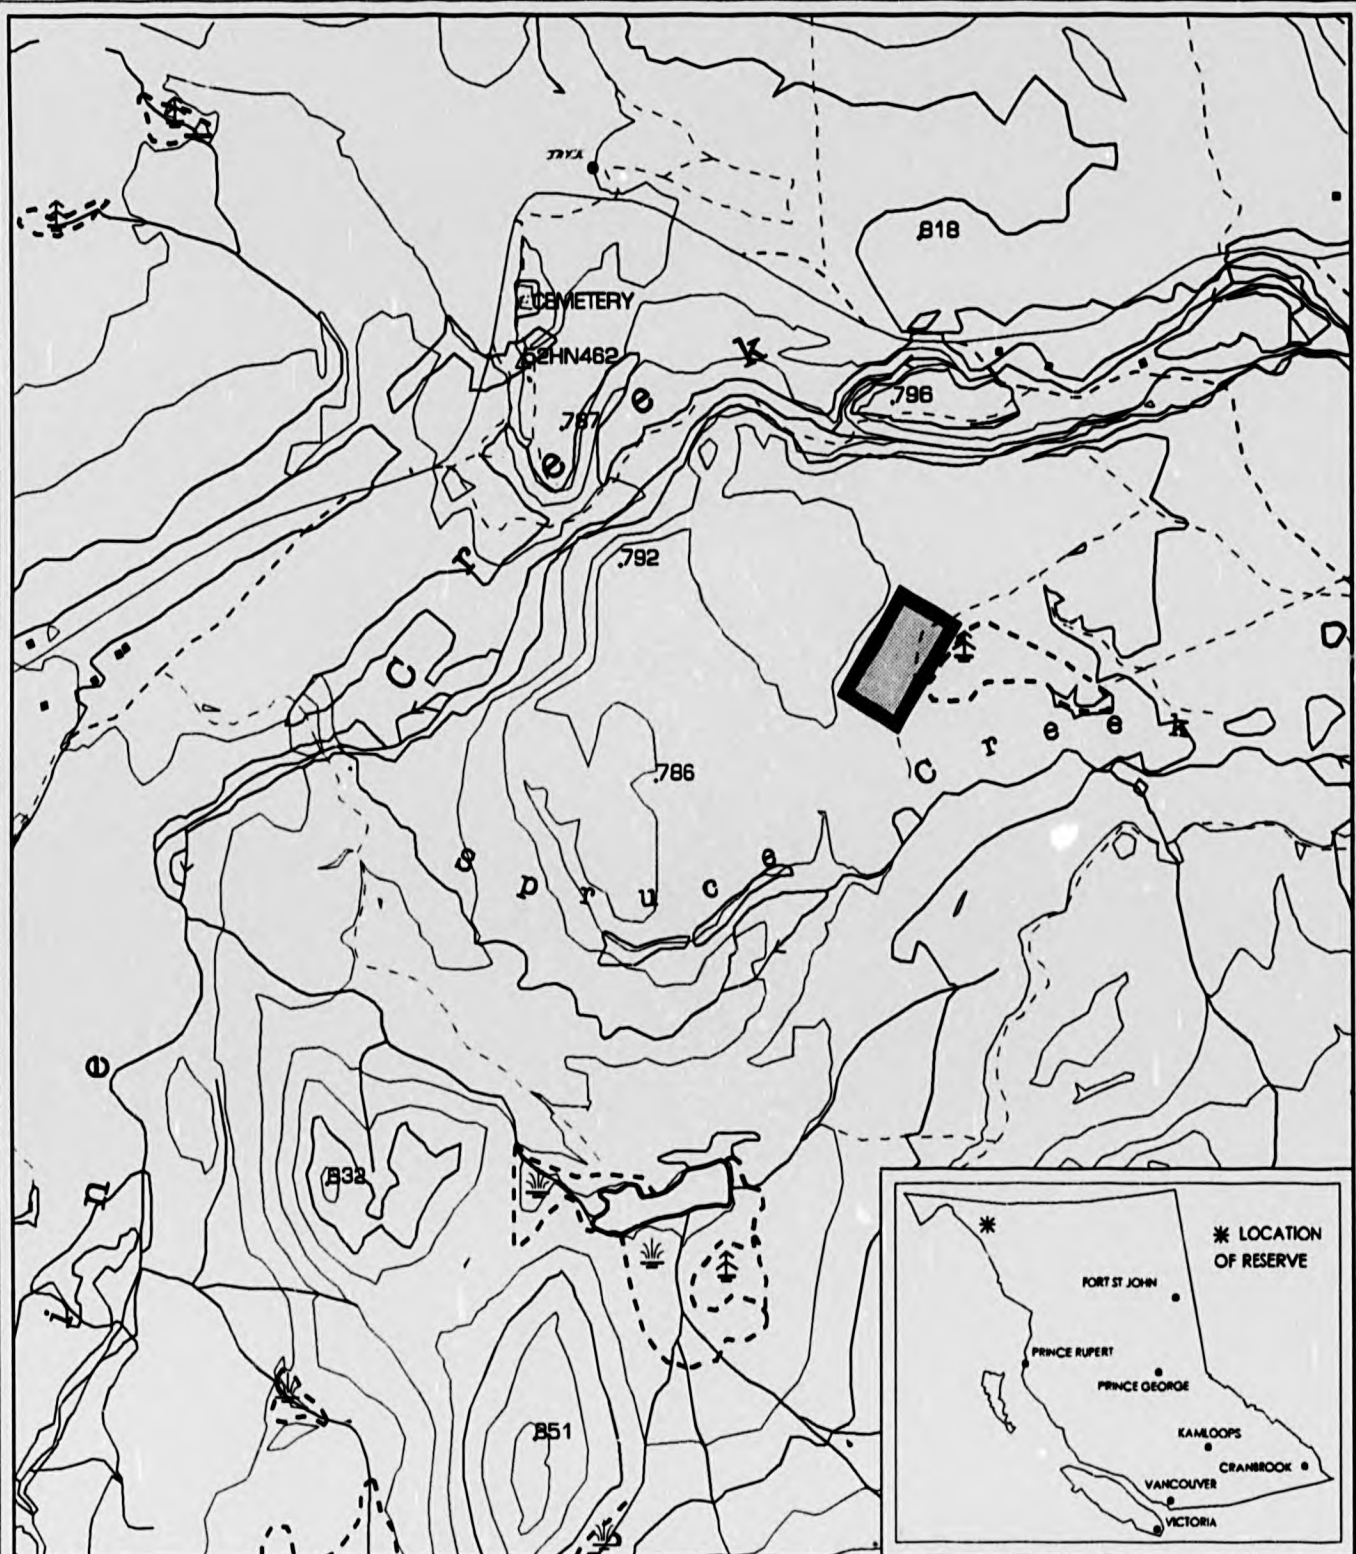 818
CEMETERY
62HN462
787
796
C r e e k
792
786
C r e e k
S p r u c e
i n e
832
851
✳ LOCATION
OF RESERVE
FORT ST JOHN
PRINCE RUPERT
PRINCE GEORGE
KAMLOOPS
CRANBROOK
VANCOUVER
VICTORIA